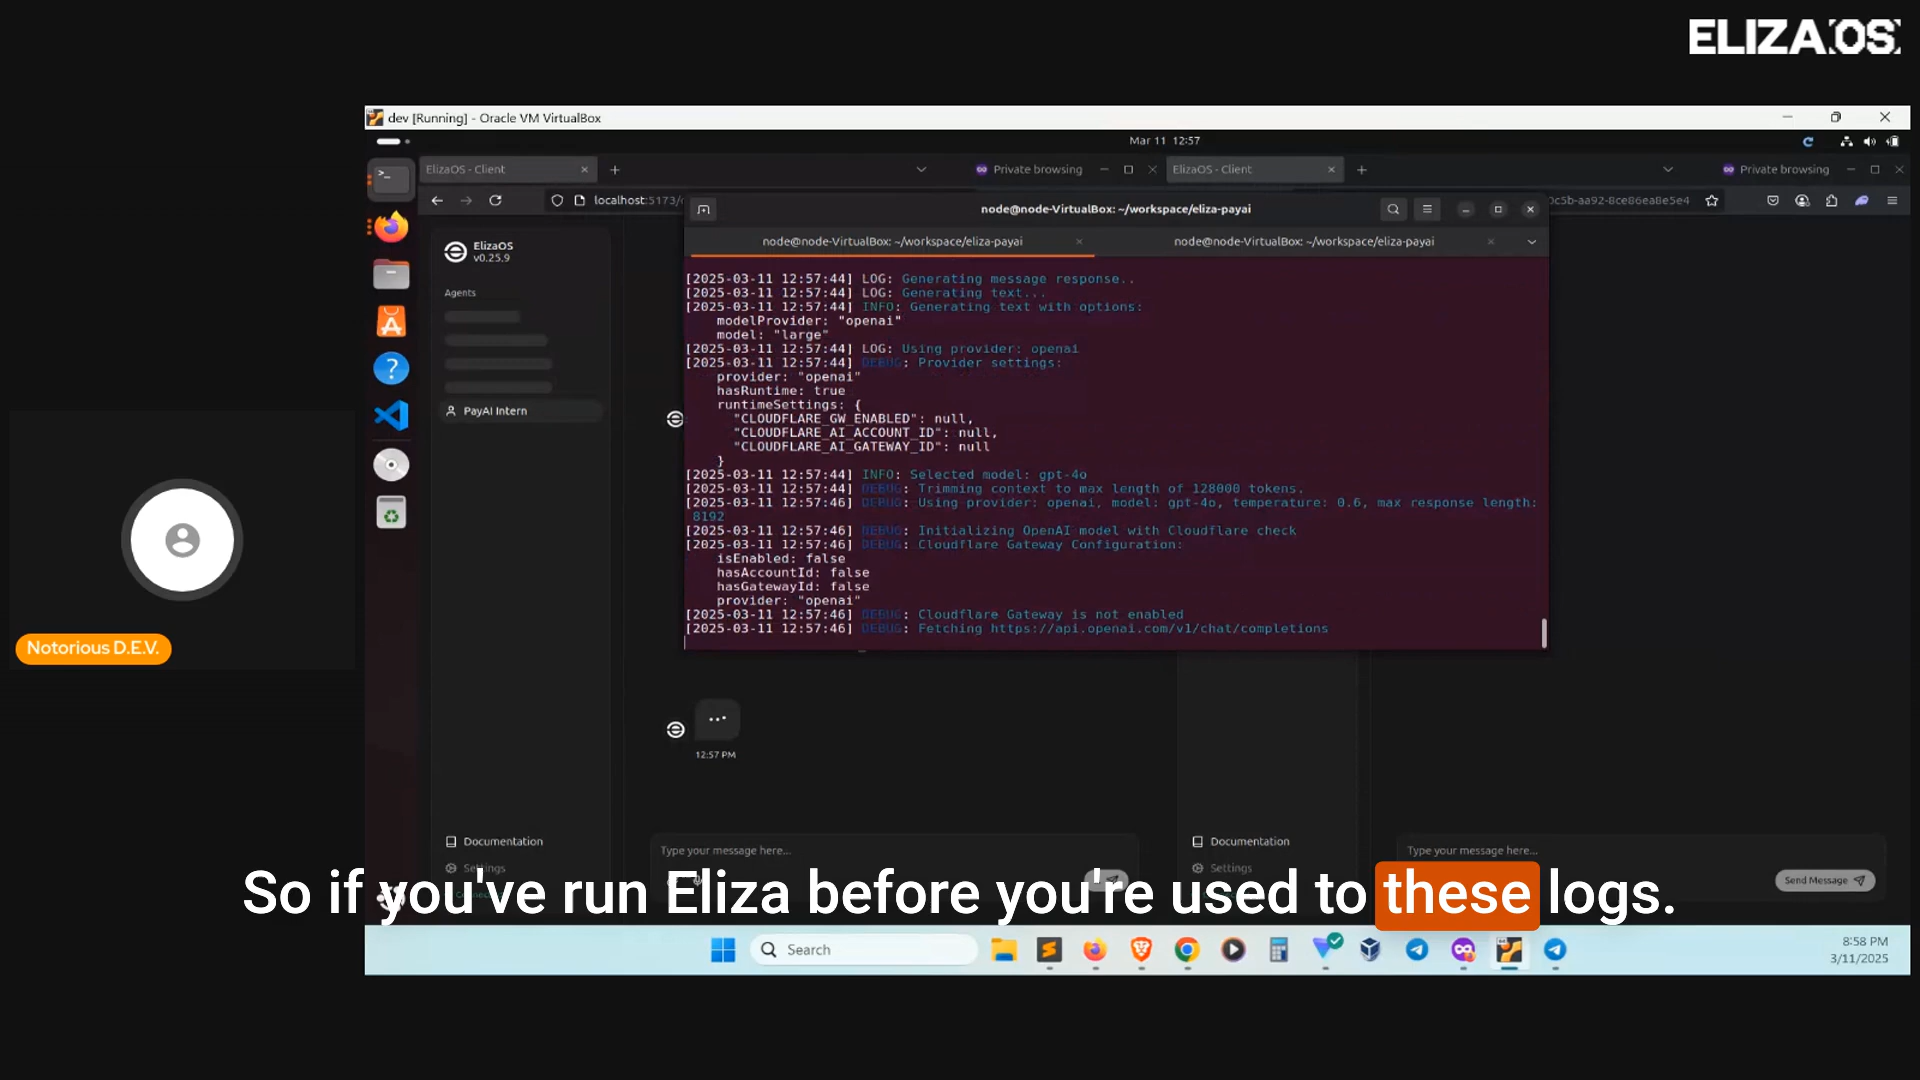 ELIZA:OS:
dev [Running] - Oracle VM VirtualBox
Mar 11 12:57
ElizaOS - Client
Private browsing
ElizaOS - Client
Private browsing
localhost:5173/
0c5b-aa92-8ce86ea8e5e4
node@node-VirtualBox: ~/workspace/eliza-payai
node@node-VirtualBox: ~/workspace/eliza-payai
node@node-VirtualBox: ~/workspace/eliza-payai
ElizaOS
v0.25.9
Agents
PayAI Intern
[2025-03-11 12:57:44] LOG: Generating message response..
[2025-03-11 12:57:44] LOG: Generating text...
[2025-03-11 12:57:44] INFO: Generating text with options:
modelProvider: "openai"
model: "large"
[2025-03-11 12:57:44] LOG: Using provider: openai
[2025-03-11 12:57:44] DEBUG: Provider settings:
provider: "openai"
hasRuntime: true
runtimeSettings: {
"CLOUDFLARE_GW_ENABLED": null,
"CLOUDFLARE_AI_ACCOUNT_ID": null,
"CLOUDFLARE_AI_GATEWAY_ID": null
}
[2025-03-11 12:57:44] INFO: Selected model: gpt-4o
[2025-03-11 12:57:44] DEBUG: Trimming context to max length of 128000 tokens.
[2025-03-11 12:57:46] DEBUG: Using provider: openai, model: gpt-4o, temperature: 0.6, max response length:
8192
[2025-03-11 12:57:46] DEBUG: Initializing OpenAI model with Cloudflare check
[2025-03-11 12:57:46] DEBUG: Cloudflare Gateway Configuration:
isEnabled: false
hasAccountId: false
hasGatewayId: false
provider: "openai"
[2025-03-11 12:57:46] DEBUG: Cloudflare Gateway is not enabled
[2025-03-11 12:57:46] DEBUG: Fetching https://api.openai.com/v1/chat/completions
Notorious D.E.V.
12:57 PM
Documentation
Settings
Type your message here...
Documentation
Settings
Type your message here...
Send Message
So if you've run Eliza before you're used to these logs.
Search
8:58 PM
3/11/2025